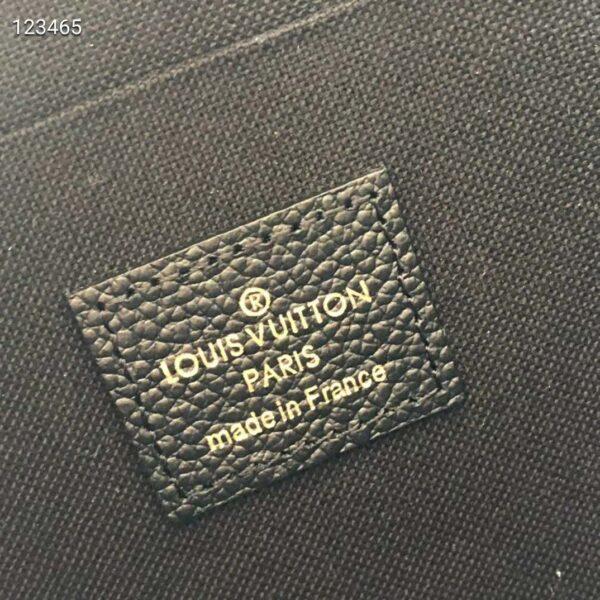 123465
®
LOUIS VUITTON
PARIS
made in France